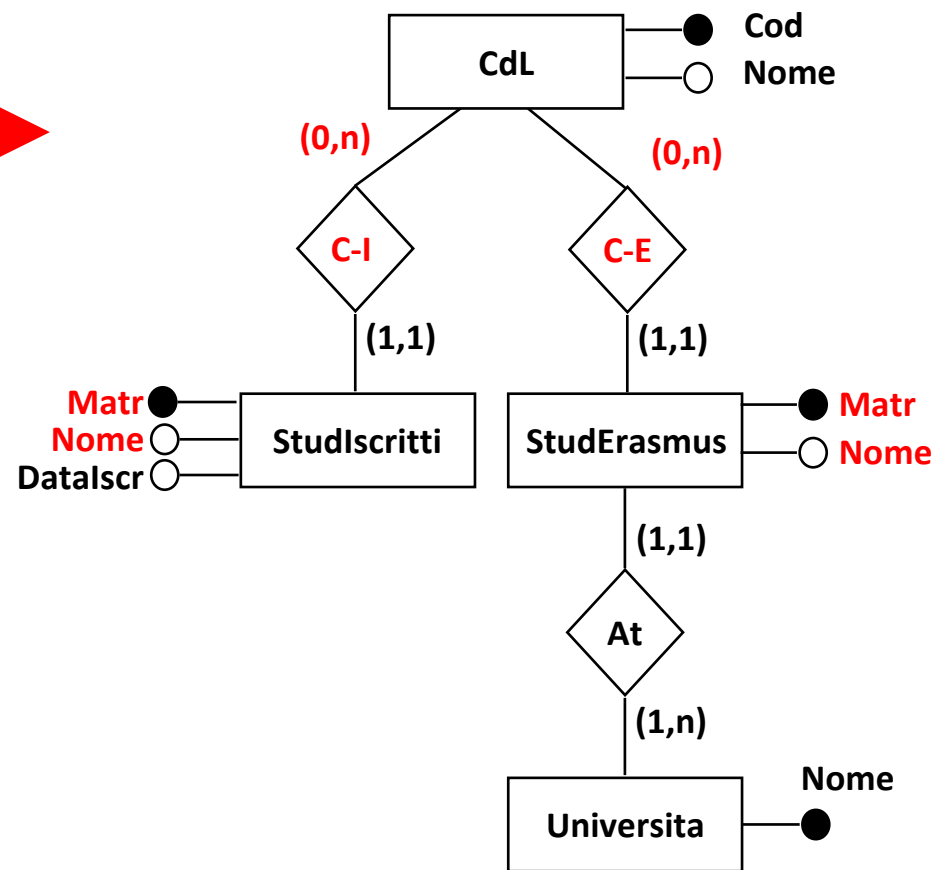 Cod
CdL
Nome
(0,n)
(0,n)
C-I
C-E
(1,1)
(1,1)
Matr
Matr
Nome
StudIscritti
StudErasmus
Nome
DataIscr
(1,1)
At
(1,n)
Nome
Universita